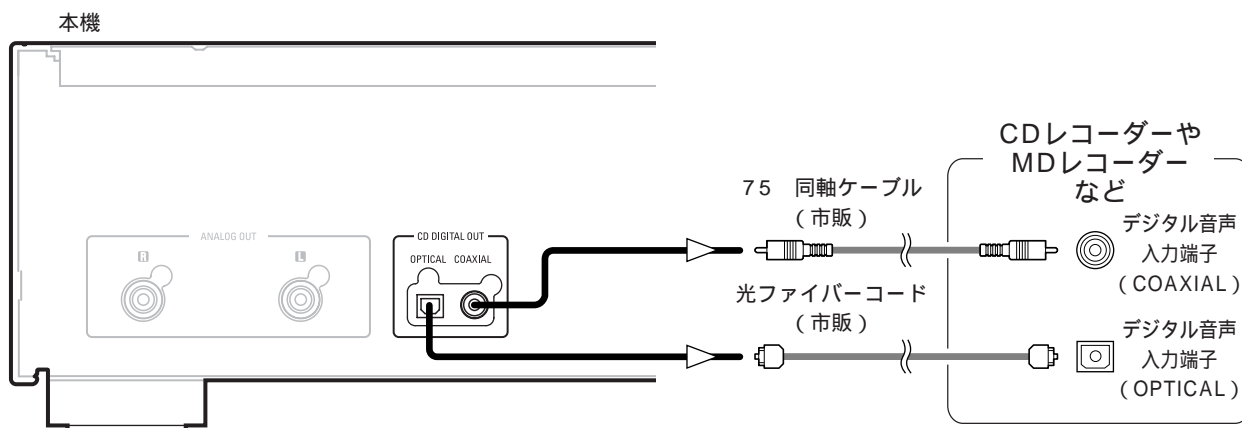 本機
ANALOG OUT
R
L
CD DIGITAL OUT
OPTICAL COAXIAL
75 同軸ケーブル
（市販）
光ファイバーコード
（市販）
CDレコーダーや
MDレコーダー
など
デジタル音声
入力端子
（COAXIAL）
デジタル音声
入力端子
（OPTICAL）